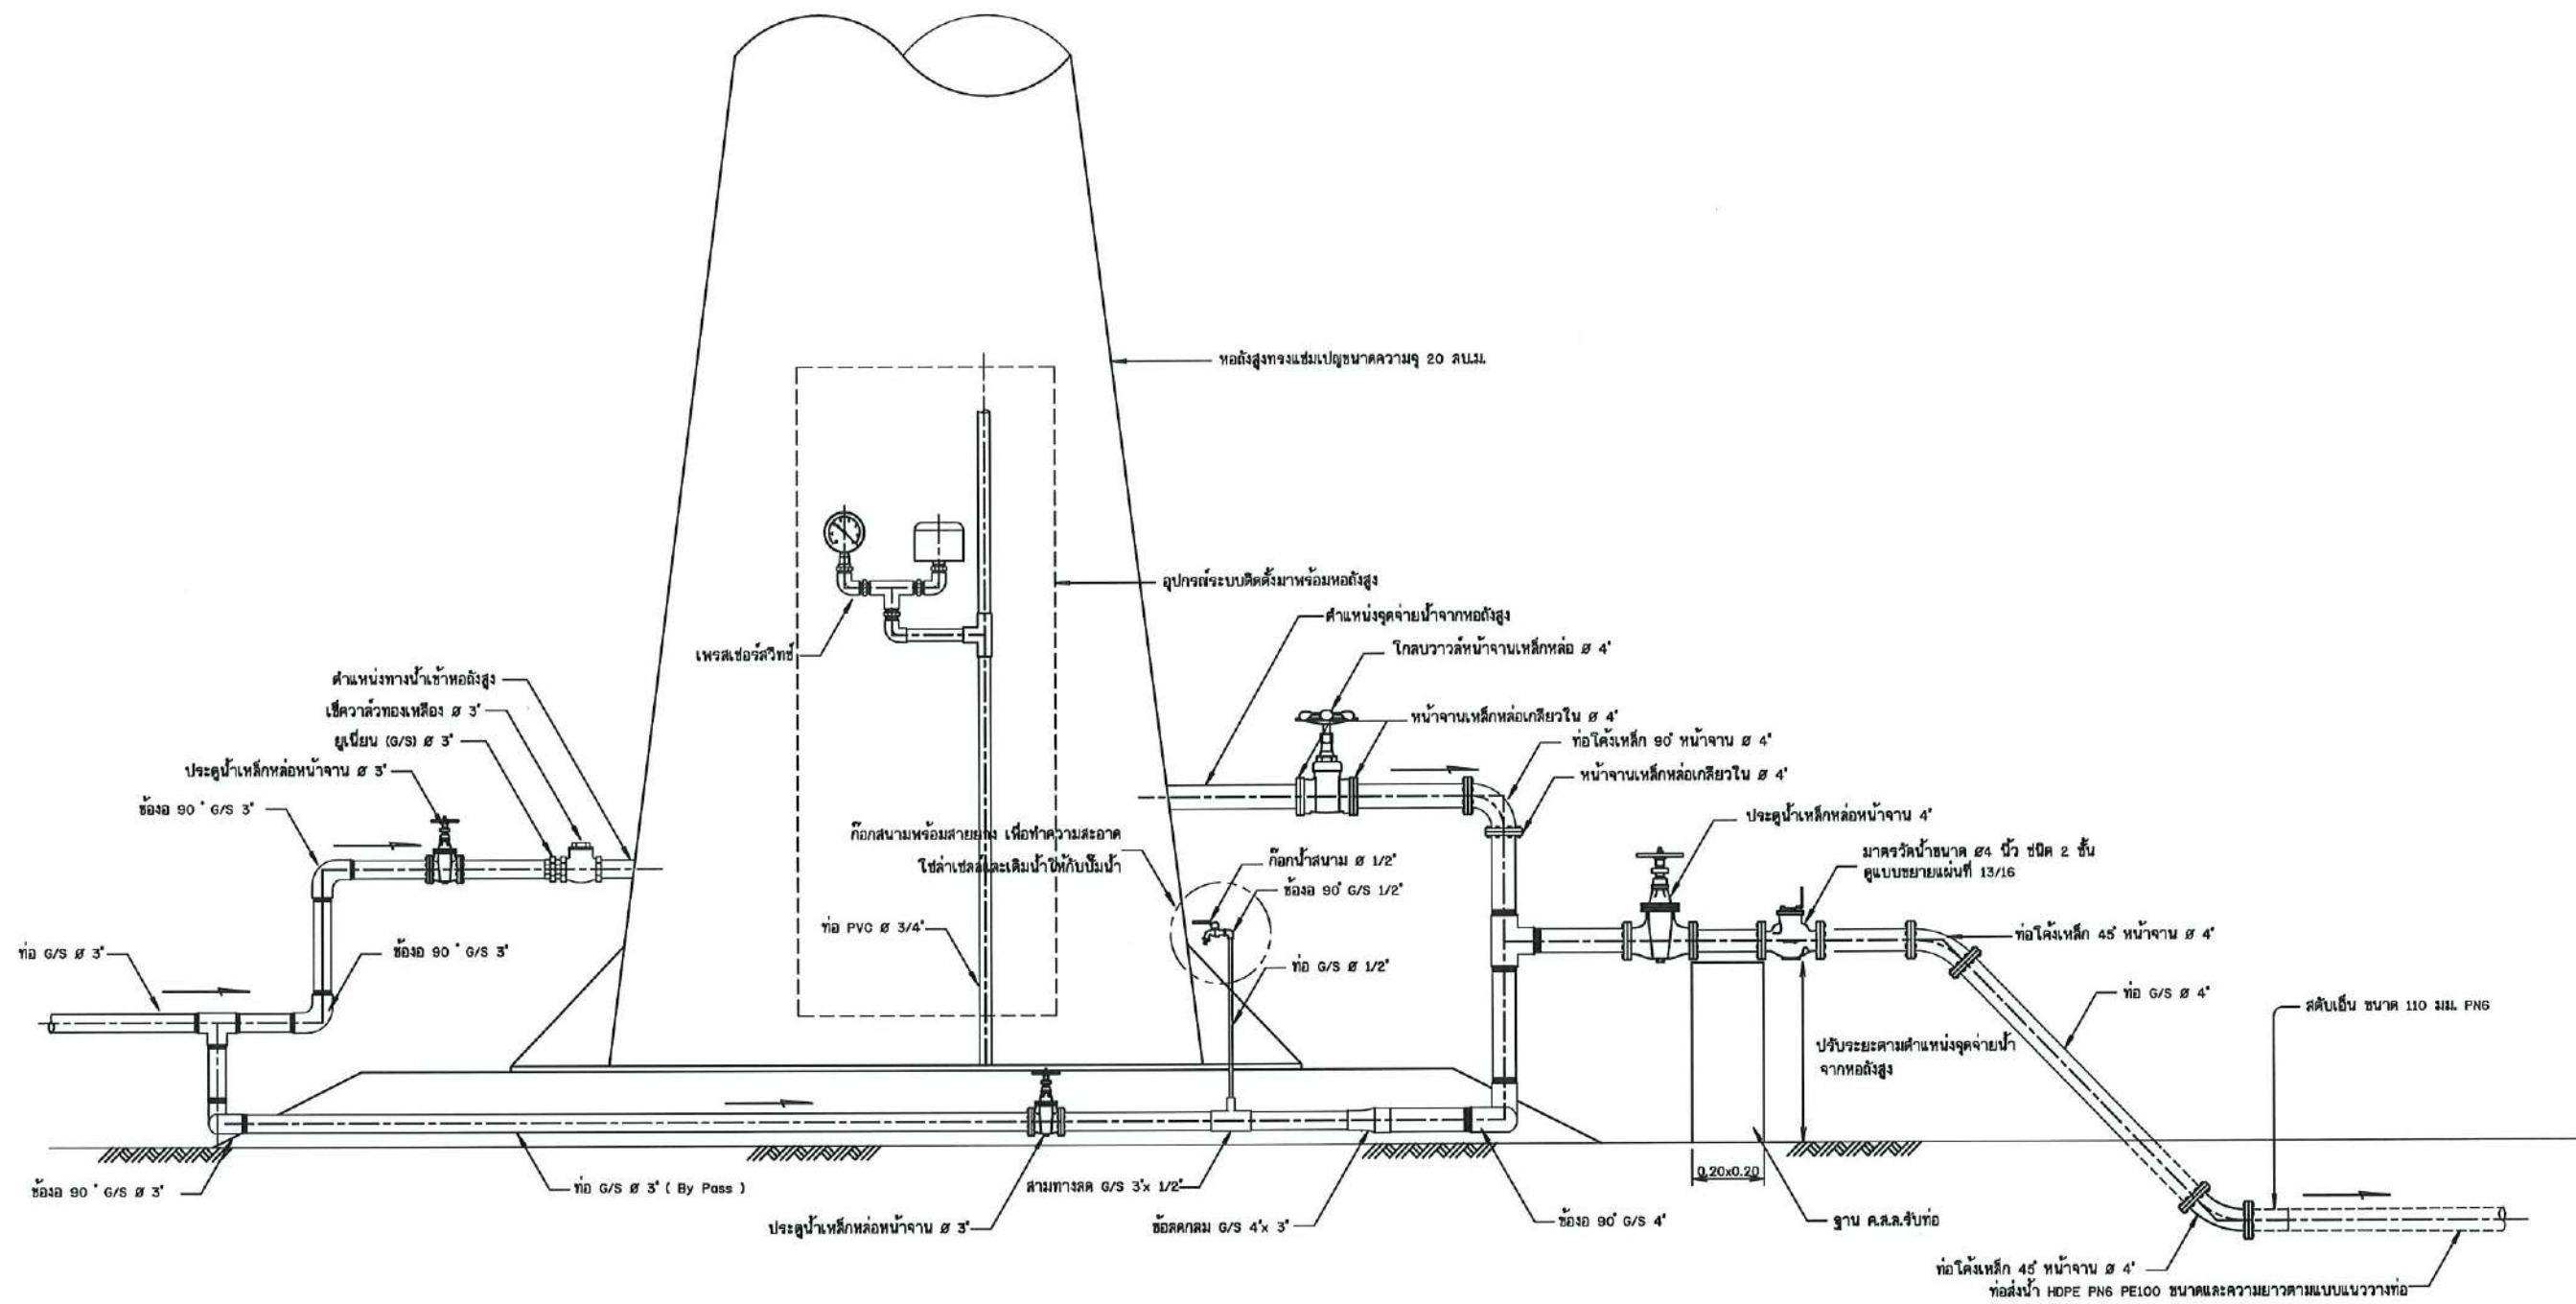 หอถังสูงทรงแชมเปญขนาดความจุ 20 ลบ.ม.
อุปกรณ์ระบบติดตั้งมาพร้อมหอถังสูง
ตำแหน่งจุดจ่ายน้ำจากหอถังสูง
โกลบวาวล์หน้าจานเหล็กหล่อ ø 4"
เพรสเชอร์สวิทช์
ตำแหน่งทางน้ำเข้าหอถังสูง
เช็ควาล์วทองเหลือง ø 3"
หน้าจานเหล็กหล่อเกลียวใน ø 4"
ยูเนี่ยน (G/S) ø 3"
ท่อโค้งเหล็ก 90° หน้าจาน ø 4"
ประตูน้ำเหล็กหล่อหน้าจาน ø 3"
หน้าจานเหล็กหล่อเกลียวใน ø 4"
ข้องอ 90 ° G/S 3"
ประตูน้ำเหล็กหล่อหน้าจาน 4"
ก๊อกสนามพร้อมสายยาง เพื่อทำความสะอาด
โซล่าเซลล์และเติมน้ำให้กับปั๊มน้ำ
ก๊อกน้ำสนาม ø 1/2"
มาตรวัดน้ำขนาด ø4 นิ้ว ชนิด 2 ชั้น
ดูแบบขยายแผ่นที่ 13/16
ข้องอ 90° G/S 1/2"
ท่อ PVC ø 3/4"
ท่อโค้งเหล็ก 45° หน้าจาน ø 4"
ท่อ G/S ø 3"
ข้องอ 90 ° G/S 3"
ท่อ G/S ø 1/2"
ท่อ G/S ø 4"
สตับเอ็น ขนาด 110 มม. PN6
ปรับระยะตามตำแหน่งจุดจ่ายน้ำ
จากหอถังสูง
0.20x0.20
ข้องอ 90 ° G/S ø 3"
ท่อ G/S ø 3" ( By Pass )
สามทางลด G/S 3"x 1/2"
ประตูน้ำเหล็กหล่อหน้าจาน ø 3"
ข้อลดกลม G/S 4"x 3"
ข้องอ 90° G/S 4"
ฐาน ค.ส.ล.รับท่อ
ท่อโค้งเหล็ก 45° หน้าจาน ø 4"
ท่อส่งน้ำ HDPE PN6 PE100 ขนาดและความยาวตามแบบแนววางท่อ